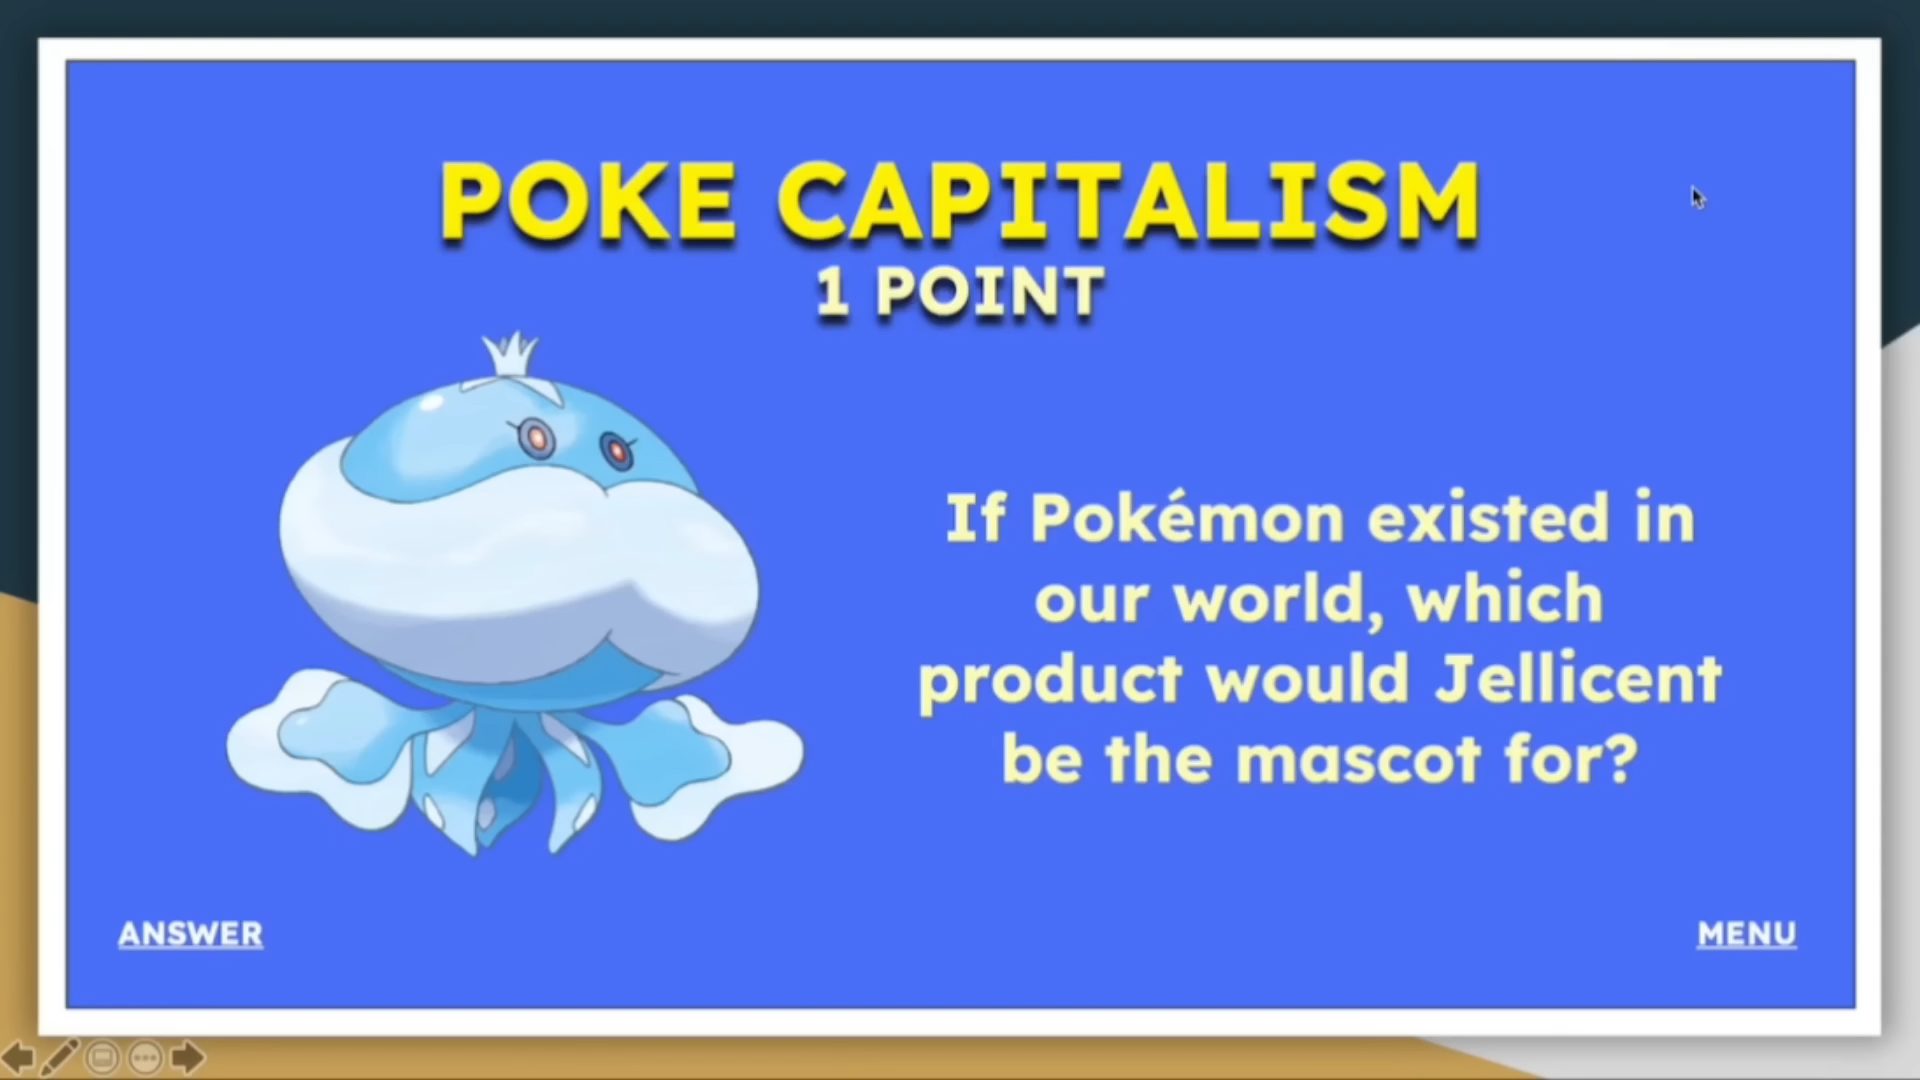 POKE CAPITALISM
1 POINT
If Pokémon existed in
our world, which
product would Jellicent
be the mascot for?
ANSWER
MENU